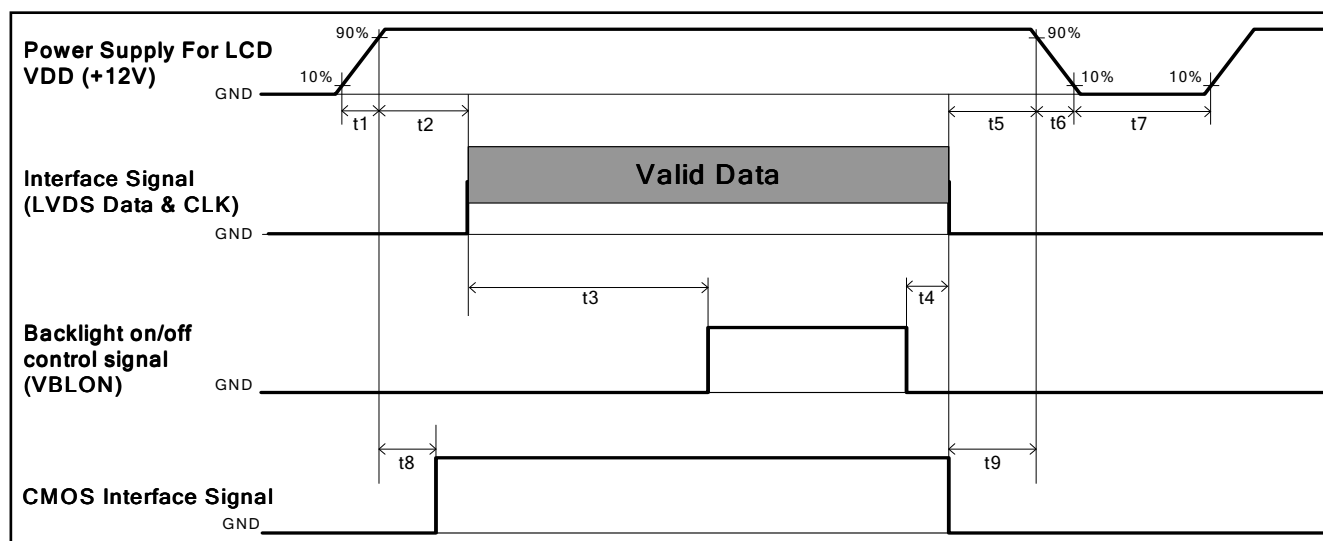 Power Supply For LCD
VDD (+12V)
90%
90%
10%
10%
10%
GND
t1
t2
t5
t6
t7
Valid Data
Interface Signal
(LVDS Data & CLK)
GND
t3
t4
Backlight on/off
control signal
(VBLON)
GND
t8
t9
CMOS Interface Signal
GND